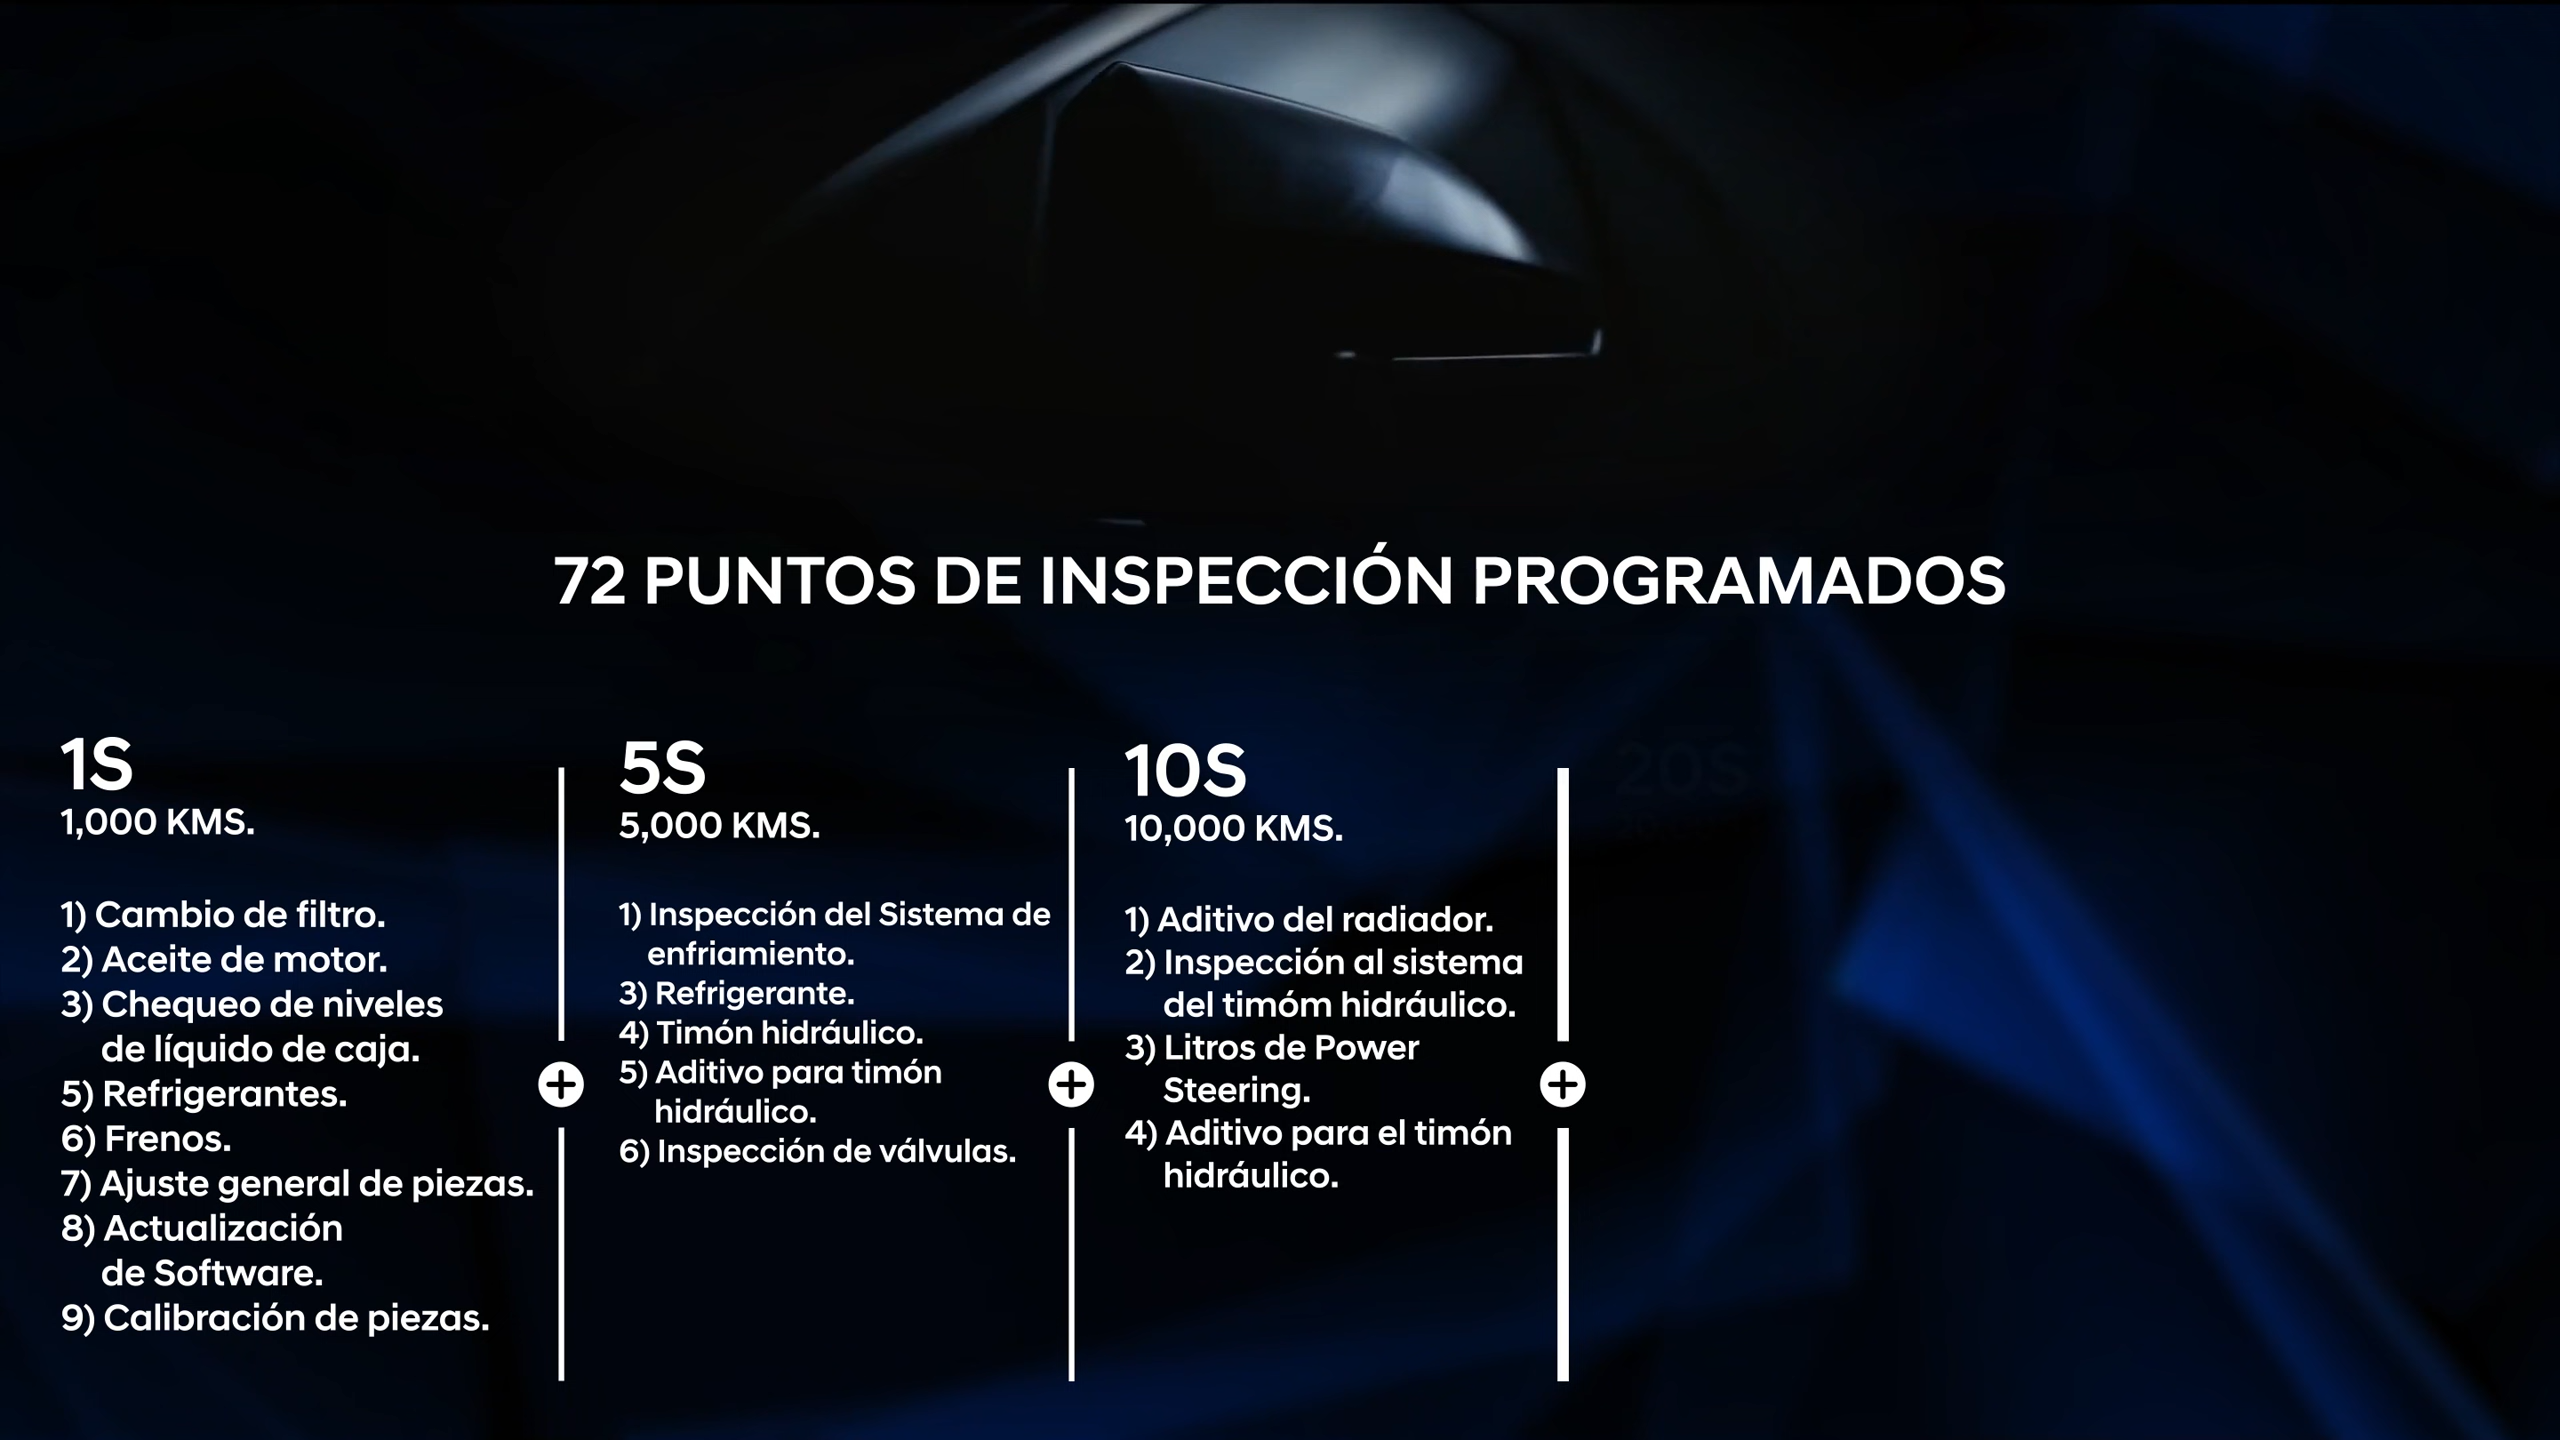 72 PUNTOS DE INSPECCIÓN PROGRAMADOS
1S
1,000 KMS.
1) Cambio de filtro.
2) Aceite de motor.
3) Chequeo de niveles
de líquido de caja.
5) Refrigerantes.
6) Frenos.
7) Ajuste general de piezas.
8) Actualización
de Software.
9) Calibración de piezas.
5S
5,000 KMS.
1) Inspección del Sistema de
enfriamiento.
3) Refrigerante.
4) Timón hidráulico.
5) Aditivo para timón
hidráulico.
6) Inspección de válvulas.
10S
10,000 KMS.
1) Aditivo del radiador.
2) Inspección al sistema
del timóm hidráulico.
3) Litros de Power
Steering.
4) Aditivo para el timón
hidráulico.
20S